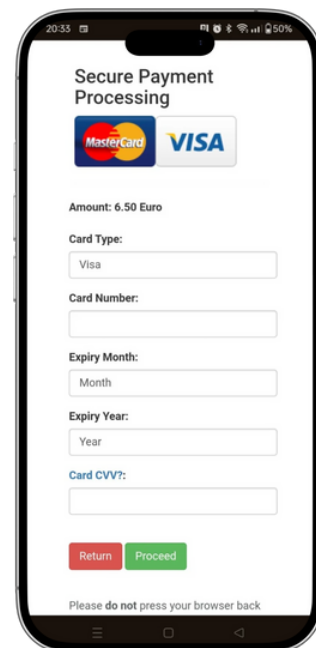 20:33 50%
Secure Payment
Processing
MasterCard VISA
Amount: 6.50 Euro
Card Type:
Visa
Card Number:
Expiry Month:
Month
Expiry Year:
Year
Card CVV?:
Return Proceed
Please do not press your browser back